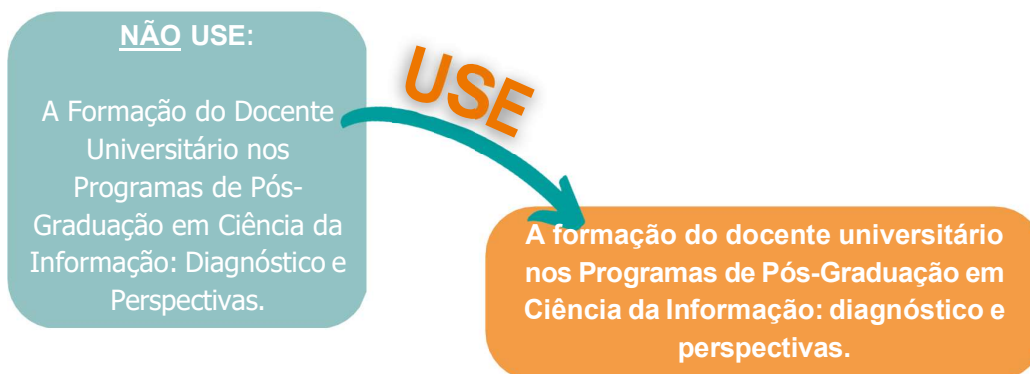 NÃO USE:
A Formação do Docente
Universitário nos
Programas de Pós-
Graduação em Ciência da
Informação: Diagnóstico e
Perspectivas.
USE
A formação do docente universitário
nos Programas de Pós-Graduação em
Ciência da Informação: diagnóstico e
perspectivas.